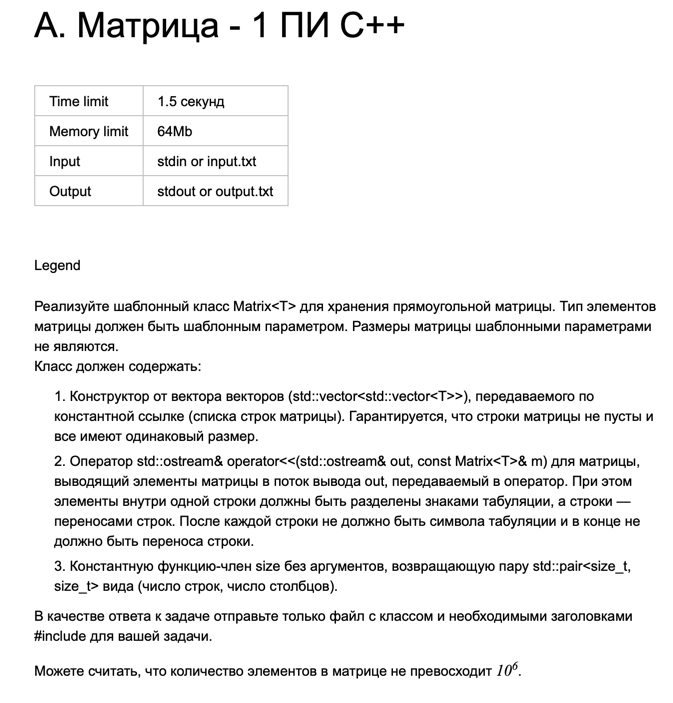 А. Матрица - 1 ПИ С++
Time limit 1.5 секунд
Memory limit 64Mb
Input stdin or input.txt
Output stdout or output.txt
Legend
Реализуйте шаблонный класс Matrix<T> для хранения прямоугольной матрицы. Тип элементов
матрицы должен быть шаблонным параметром. Размеры матрицы шаблонными параметрами
не являются.
Класс должен содержать:
1. Конструктор от вектора векторов (std::vector<std::vector<T>>), передаваемого по
константной ссылке (списка строк матрицы). Гарантируется, что строки матрицы не пусты и
все имеют одинаковый размер.
2. Оператор std::ostream& operator<<(std::ostream& out, const Matrix<T>& m) для матрицы,
выводящий элементы матрицы в поток вывода out, передаваемый в оператор. При этом
элементы внутри одной строки должны быть разделены знаками табуляции, а строки —
переносами строк. После каждой строки не должно быть символа табуляции и в конце не
должно быть переноса строки.
3. Константную функцию-член size без аргументов, возвращающую пару std::pair<size_t,
size_t> вида (число строк, число столбцов).
В качестве ответа к задаче отправьте только файл с классом и необходимыми заголовками
#include для вашей задачи.
Можете считать, что количество элементов в матрице не превосходит 10⁶.